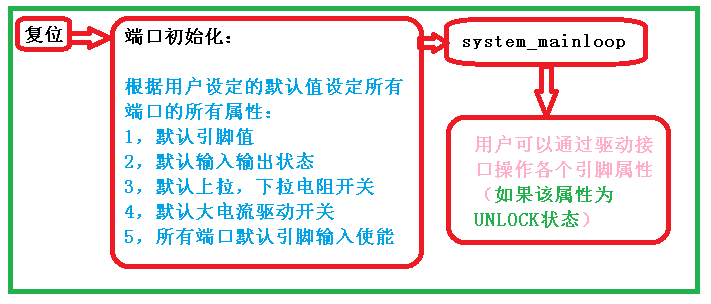 复位
端口初始化：
根据用户设定的默认值设定所有
端口的所有属性：
1，默认引脚值
2，默认输入输出状态
3，默认上拉，下拉电阻开关
4，默认大电流驱动开关
5，所有端口默认引脚输入使能
system_mainloop
用户可以通过驱动接
口操作各个引脚属性
（如果该属性为
UNLOCK状态）